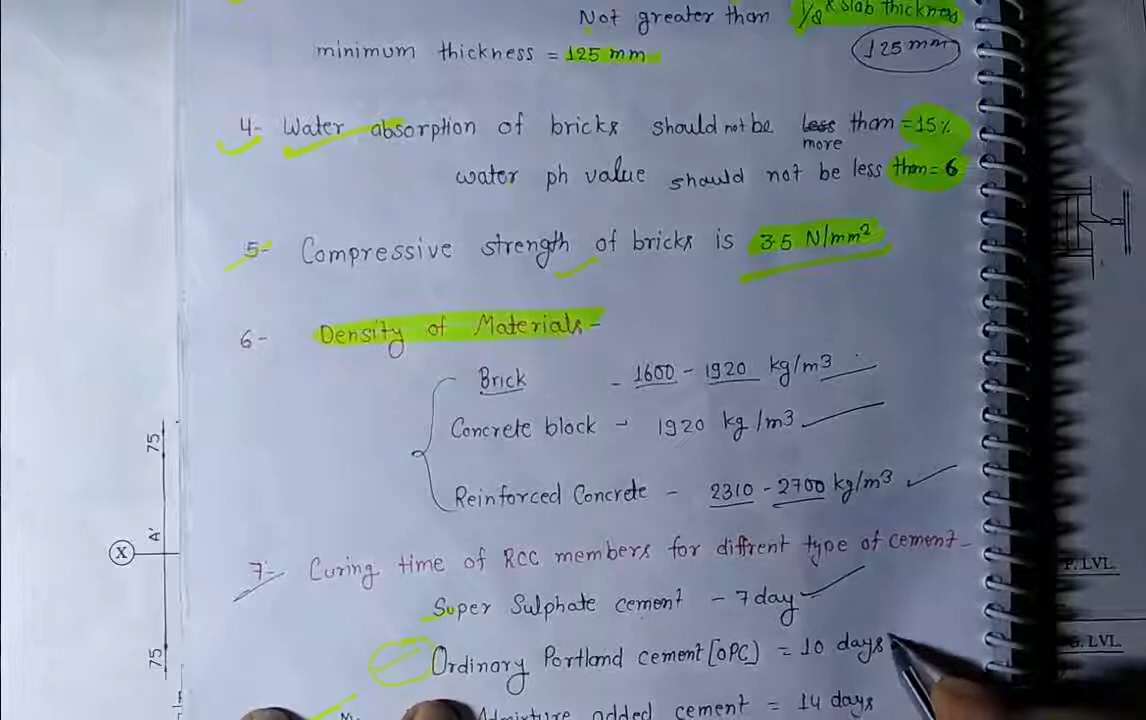 Not greater than 1/8 * slab thickness
minimum thickness = 125 mm
125 mm
4- Water absorption of bricks should not be less than = 15%
more
water ph value should not be less than = 6
5- Compressive strength of bricks is 3.5 N/mm2
6- Density of Materials-
Brick - 1600 - 1920 kg/m3
Concrete block - 1920 kg/m3
Reinforced Concrete - 2310 - 2700 kg/m3
7- Curing time of RCC members for diffrent type of cement-
Super Sulphate cement - 7 day
Ordinary Portland cement [OPC) = 10 days
Admixture added cement = 14 days
75
A'
X
75
LVL
LVL